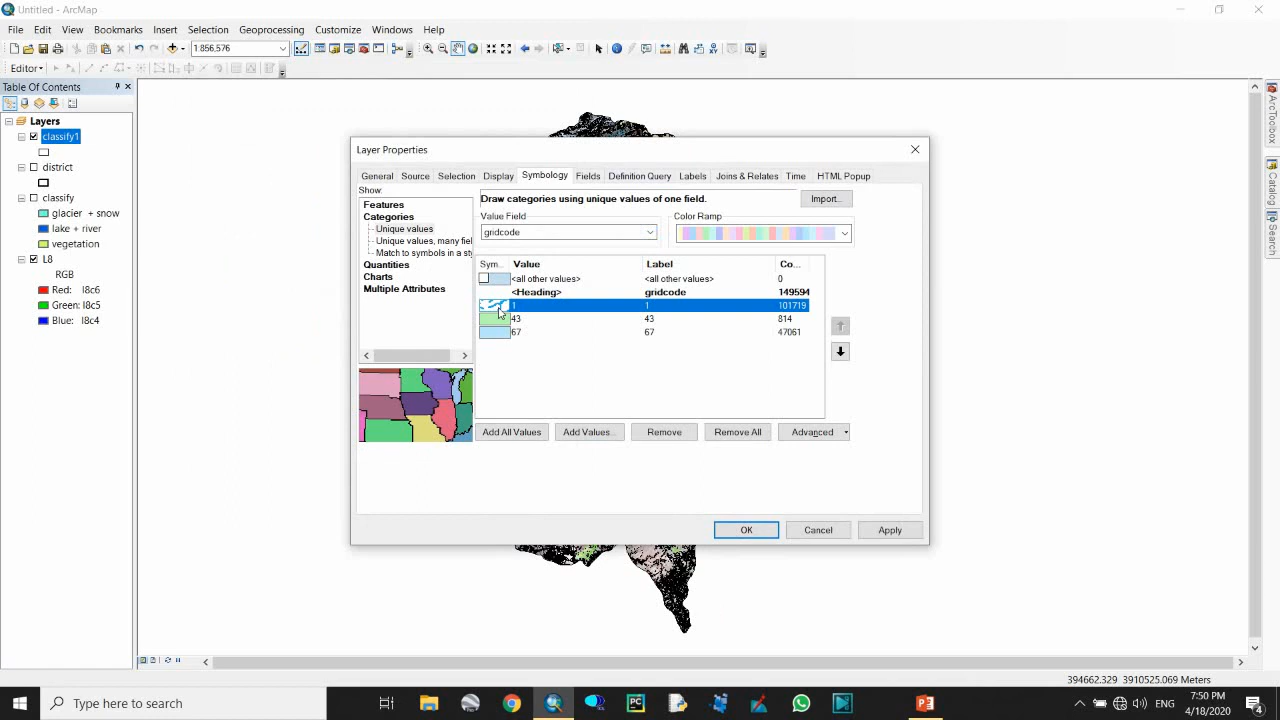 Untitled - ArcMap
File Edit View Bookmarks Insert Selection Geoprocessing Customize Windows Help
1:856,576
Editor
Table Of Contents
Layers
classify1
district
classify
glacier + snow
lake + river
vegetation
L8
RGB
Red: l8c6
Green: l8c5
Blue: l8c4
Layer Properties
General Source Selection Display Symbology Fields Definition Query Labels Joins & Relates Time HTML Popup
Show:
Features
Categories
Unique values
Unique values, many fiel
Match to symbols in a sty
Quantities
Charts
Multiple Attributes
Draw categories using unique values of one field.
Import...
Value Field
gridcode
Color Ramp
Sym... Value Label Co...
<all other values> <all other values> 0
<Heading> gridcode 149594
1 1 101719
43 43 814
67 67 47061
Add All Values Add Values... Remove Remove All Advanced
OK Cancel Apply
ArcToolbox
Catalog
Search
394662.329 3910525.069 Meters
Type here to search
ENG
7:50 PM
4/18/2020
4